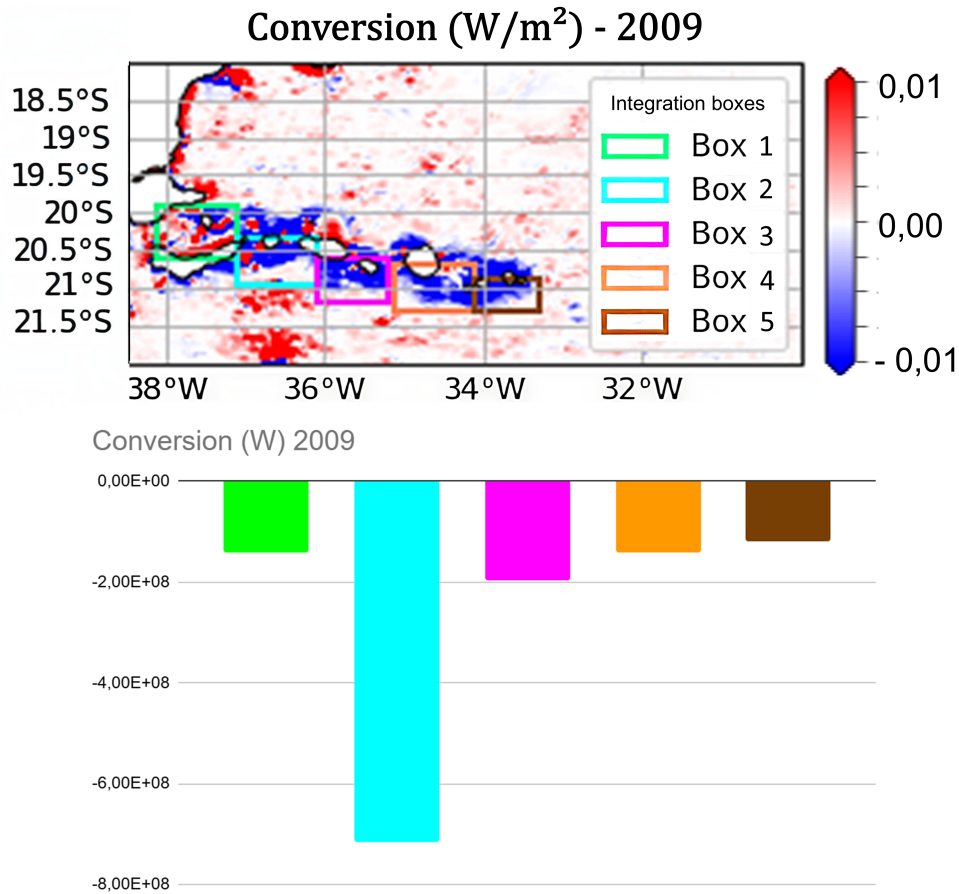 Conversion (W/m²) - 2009
18.5°S
19°S
19.5°S
20°S
20.5°S
21°S
21.5°S
38°W
36°W
34°W
32°W
Integration boxes
Box 1
Box 2
Box 3
Box 4
Box 5
0,01
0,00
- 0,01
Conversion (W) 2009
0,00E+00
-2,00E+08
-4,00E+08
-6,00E+08
-8,00E+08